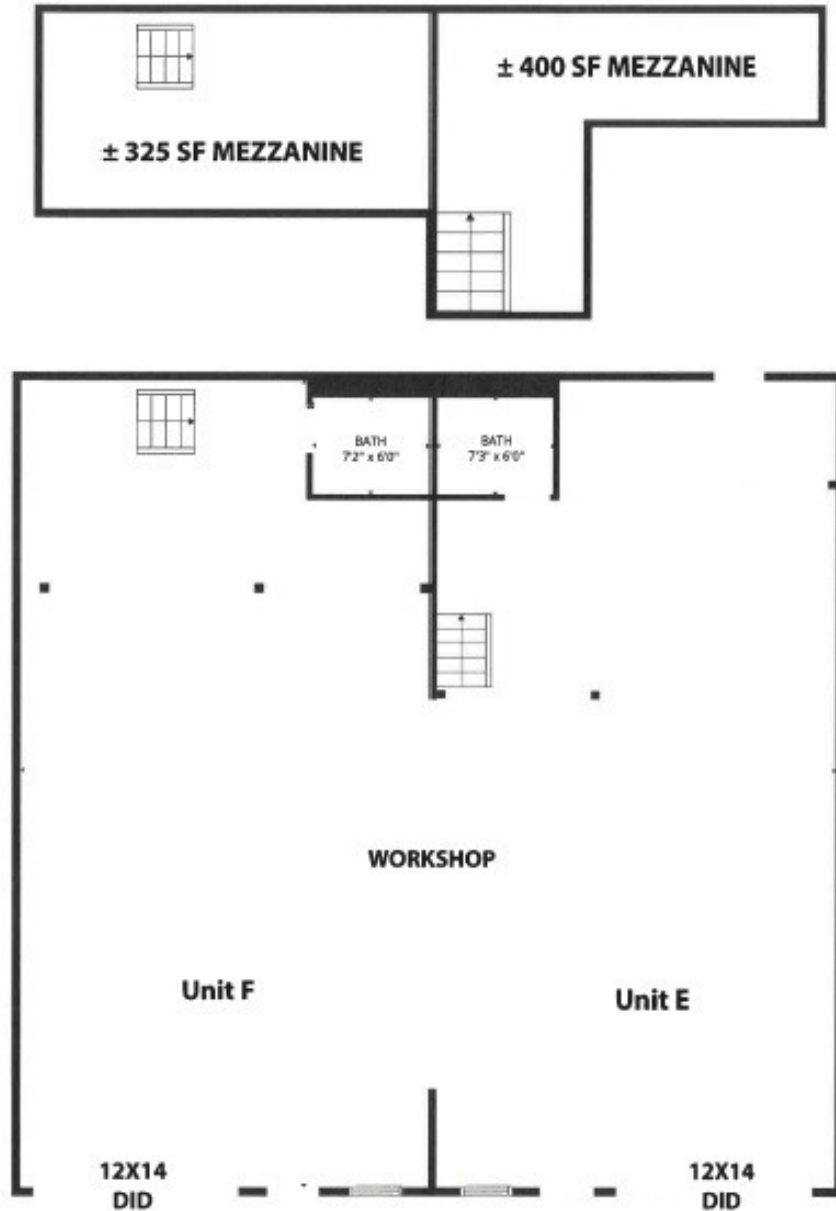 ± 400 SF MEZZANINE
± 325 SF MEZZANINE
BATH
7'2" x 6'0"
BATH
7'3" x 6'0"
WORKSHOP
Unit F
Unit E
12X14
DID
12X14
DID